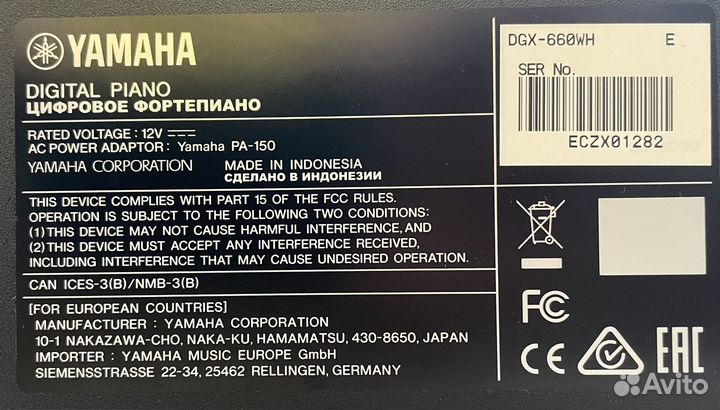 YAMAHA
DIGITAL PIANO
ЦИФРОВОЕ ФОРТЕПИАНО
RATED VOLTAGE: 12V
AC POWER ADAPTOR: Yamaha PA-150
YAMAHA CORPORATION MADE IN INDONESIA
СДЕЛАНО В ИНДОНЕЗИИ
THIS DEVICE COMPLIES WITH PART 15 OF THE FCC RULES.
OPERATION IS SUBJECT TO THE FOLLOWING TWO CONDITIONS:
(1) THIS DEVICE MAY NOT CAUSE HARMFUL INTERFERENCE, AND
(2) THIS DEVICE MUST ACCEPT ANY INTERFERENCE RECEIVED,
INCLUDING INTERFERENCE THAT MAY CAUSE UNDESIRED OPERATION.
CAN ICES-3(B)/NMB-3(B)
[FOR EUROPEAN COUNTRIES]
MANUFACTURER : YAMAHA CORPORATION
10-1 NAKAZAWA-CHO, NAKA-KU, HAMAMATSU, 430-8650, JAPAN
IMPORTER : YAMAHA MUSIC EUROPE GmbH
SIEMENSSTRASSE 22-34, 25462 RELLINGEN, GERMANY
DGX-660WH E
SER No.
ECZX01282
FC
CE EAC
Avito